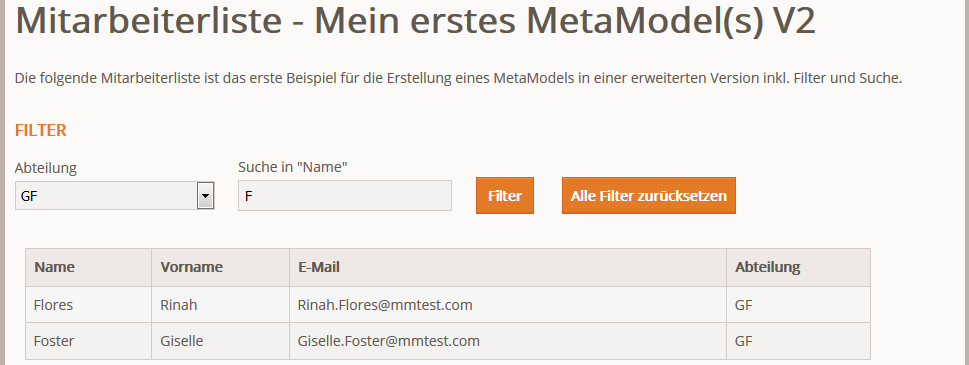 Mitarbeiterliste - Mein erstes MetaModel(s) V2
Die folgende Mitarbeiterliste ist das erste Beispiel für die Erstellung eines MetaModels in einer erweiterten Version inkl. Filter und Suche.
FILTER
Abteilung Suche in "Name"
GF F Filter Alle Filter zurücksetzen
Name Vorname E-Mail Abteilung
Flores Rinah Rinah.Flores@mmtest.com GF
Foster Giselle Giselle.Foster@mmtest.com GF